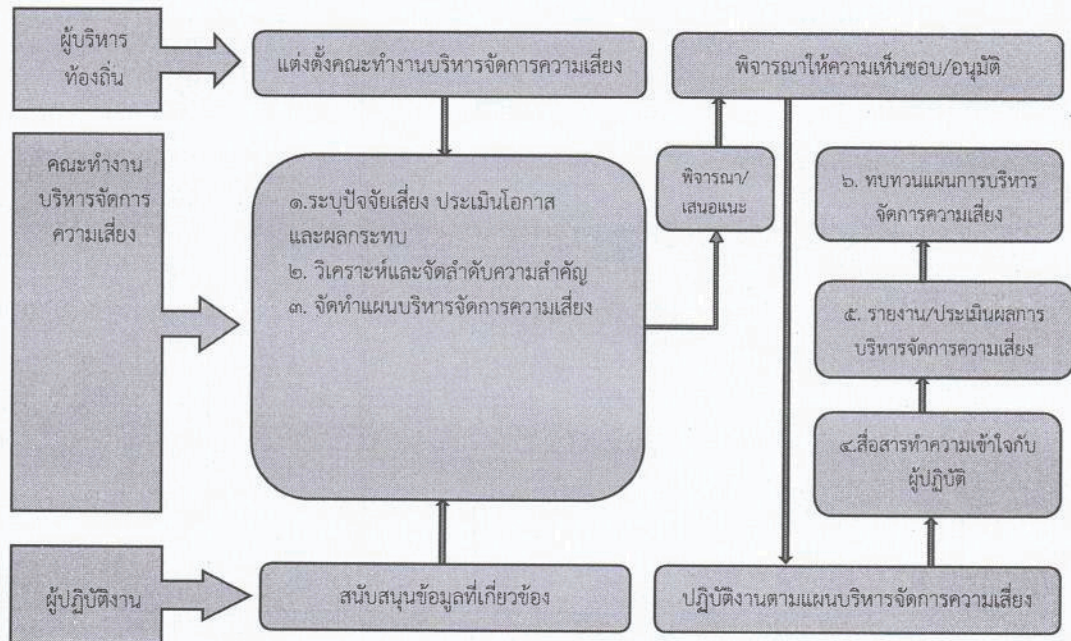 ผู้บริหาร
ท้องถิ่น
แต่งตั้งคณะทำงานบริหารจัดการความเสี่ยง
พิจารณาให้ความเห็นชอบ/อนุมัติ
คณะทำงาน
บริหารจัดการ
ความเสี่ยง
๑.ระบุปัจจัยเสี่ยง ประเมินโอกาส
และผลกระทบ
๒. วิเคราะห์และจัดลำดับความสำคัญ
๓. จัดทำแผนบริหารจัดการความเสี่ยง
พิจารณา/
เสนอแนะ
๖. ทบทวนแผนการบริหาร
จัดการความเสี่ยง
๕. รายงาน/ประเมินผลการ
บริหารจัดการความเสี่ยง
๔.สื่อสารทำความเข้าใจกับ
ผู้ปฏิบัติ
ผู้ปฏิบัติงาน
สนับสนุนข้อมูลที่เกี่ยวข้อง
ปฏิบัติงานตามแผนบริหารจัดการความเสี่ยง